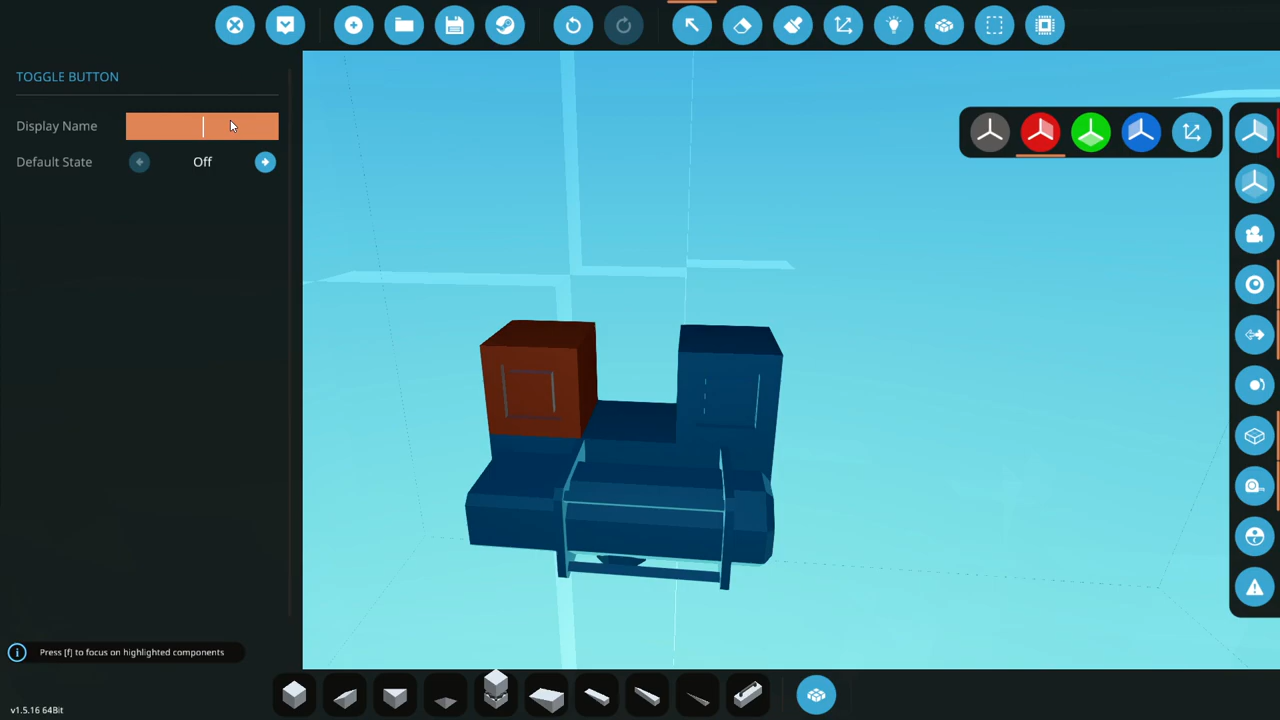 TOGGLE BUTTON
Display Name
Default State
Off
Press [f] to focus on highlighted components
v1.5.16 64Bit